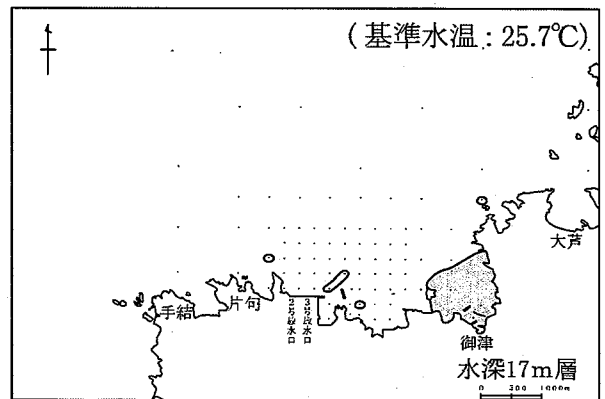 (基準水温:25.7℃)
大芦
手結
片句
2号放水口
3号放水口
御津
水深17m層
0 500 1000m